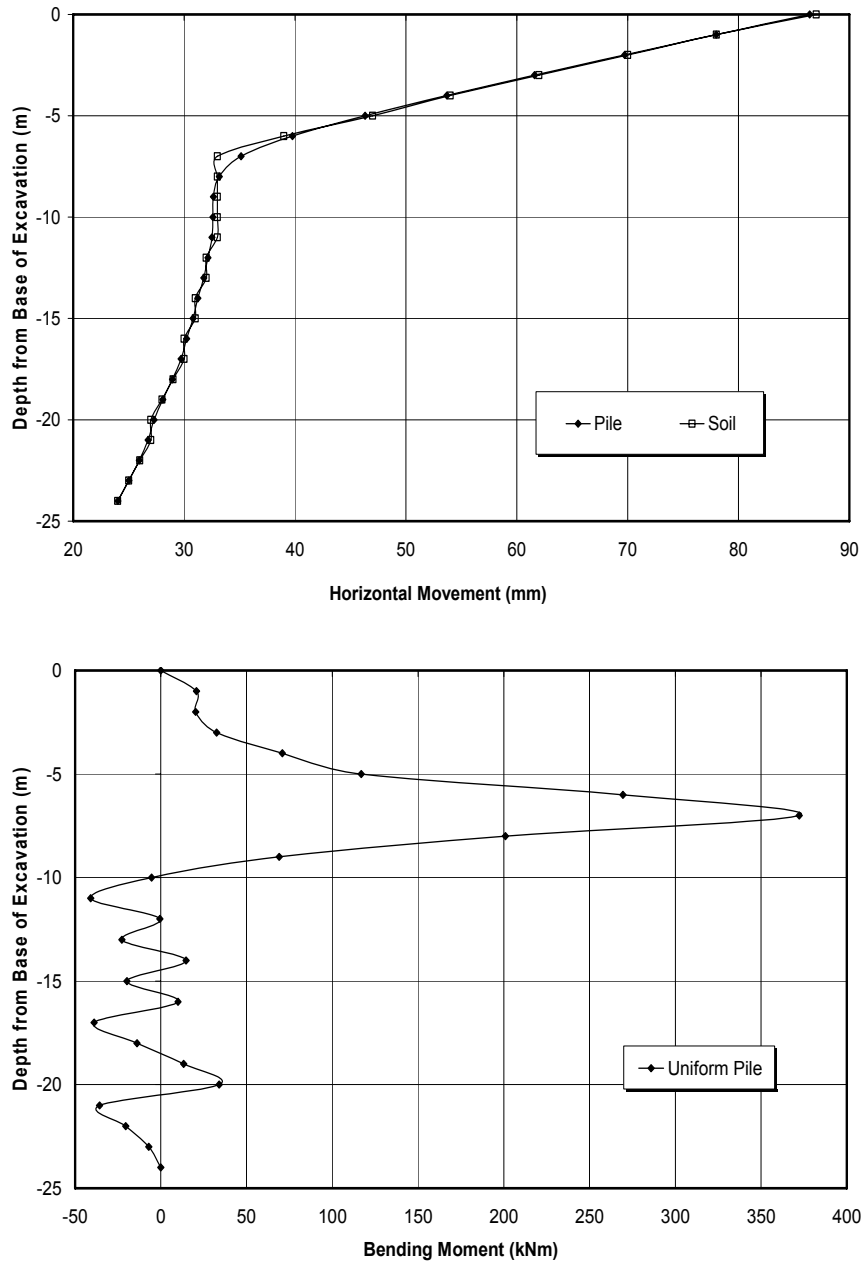 0
-5
-10
-15
-20
-25
Depth from Base of Excavation (m)
Pile
Soil
20 30 40 50 60 70 80 90
Horizontal Movement (mm)
0
-5
-10
-15
-20
-25
Depth from Base of Excavation (m)
Uniform Pile
-50 0 50 100 150 200 250 300 350 400
Bending Moment (kNm)